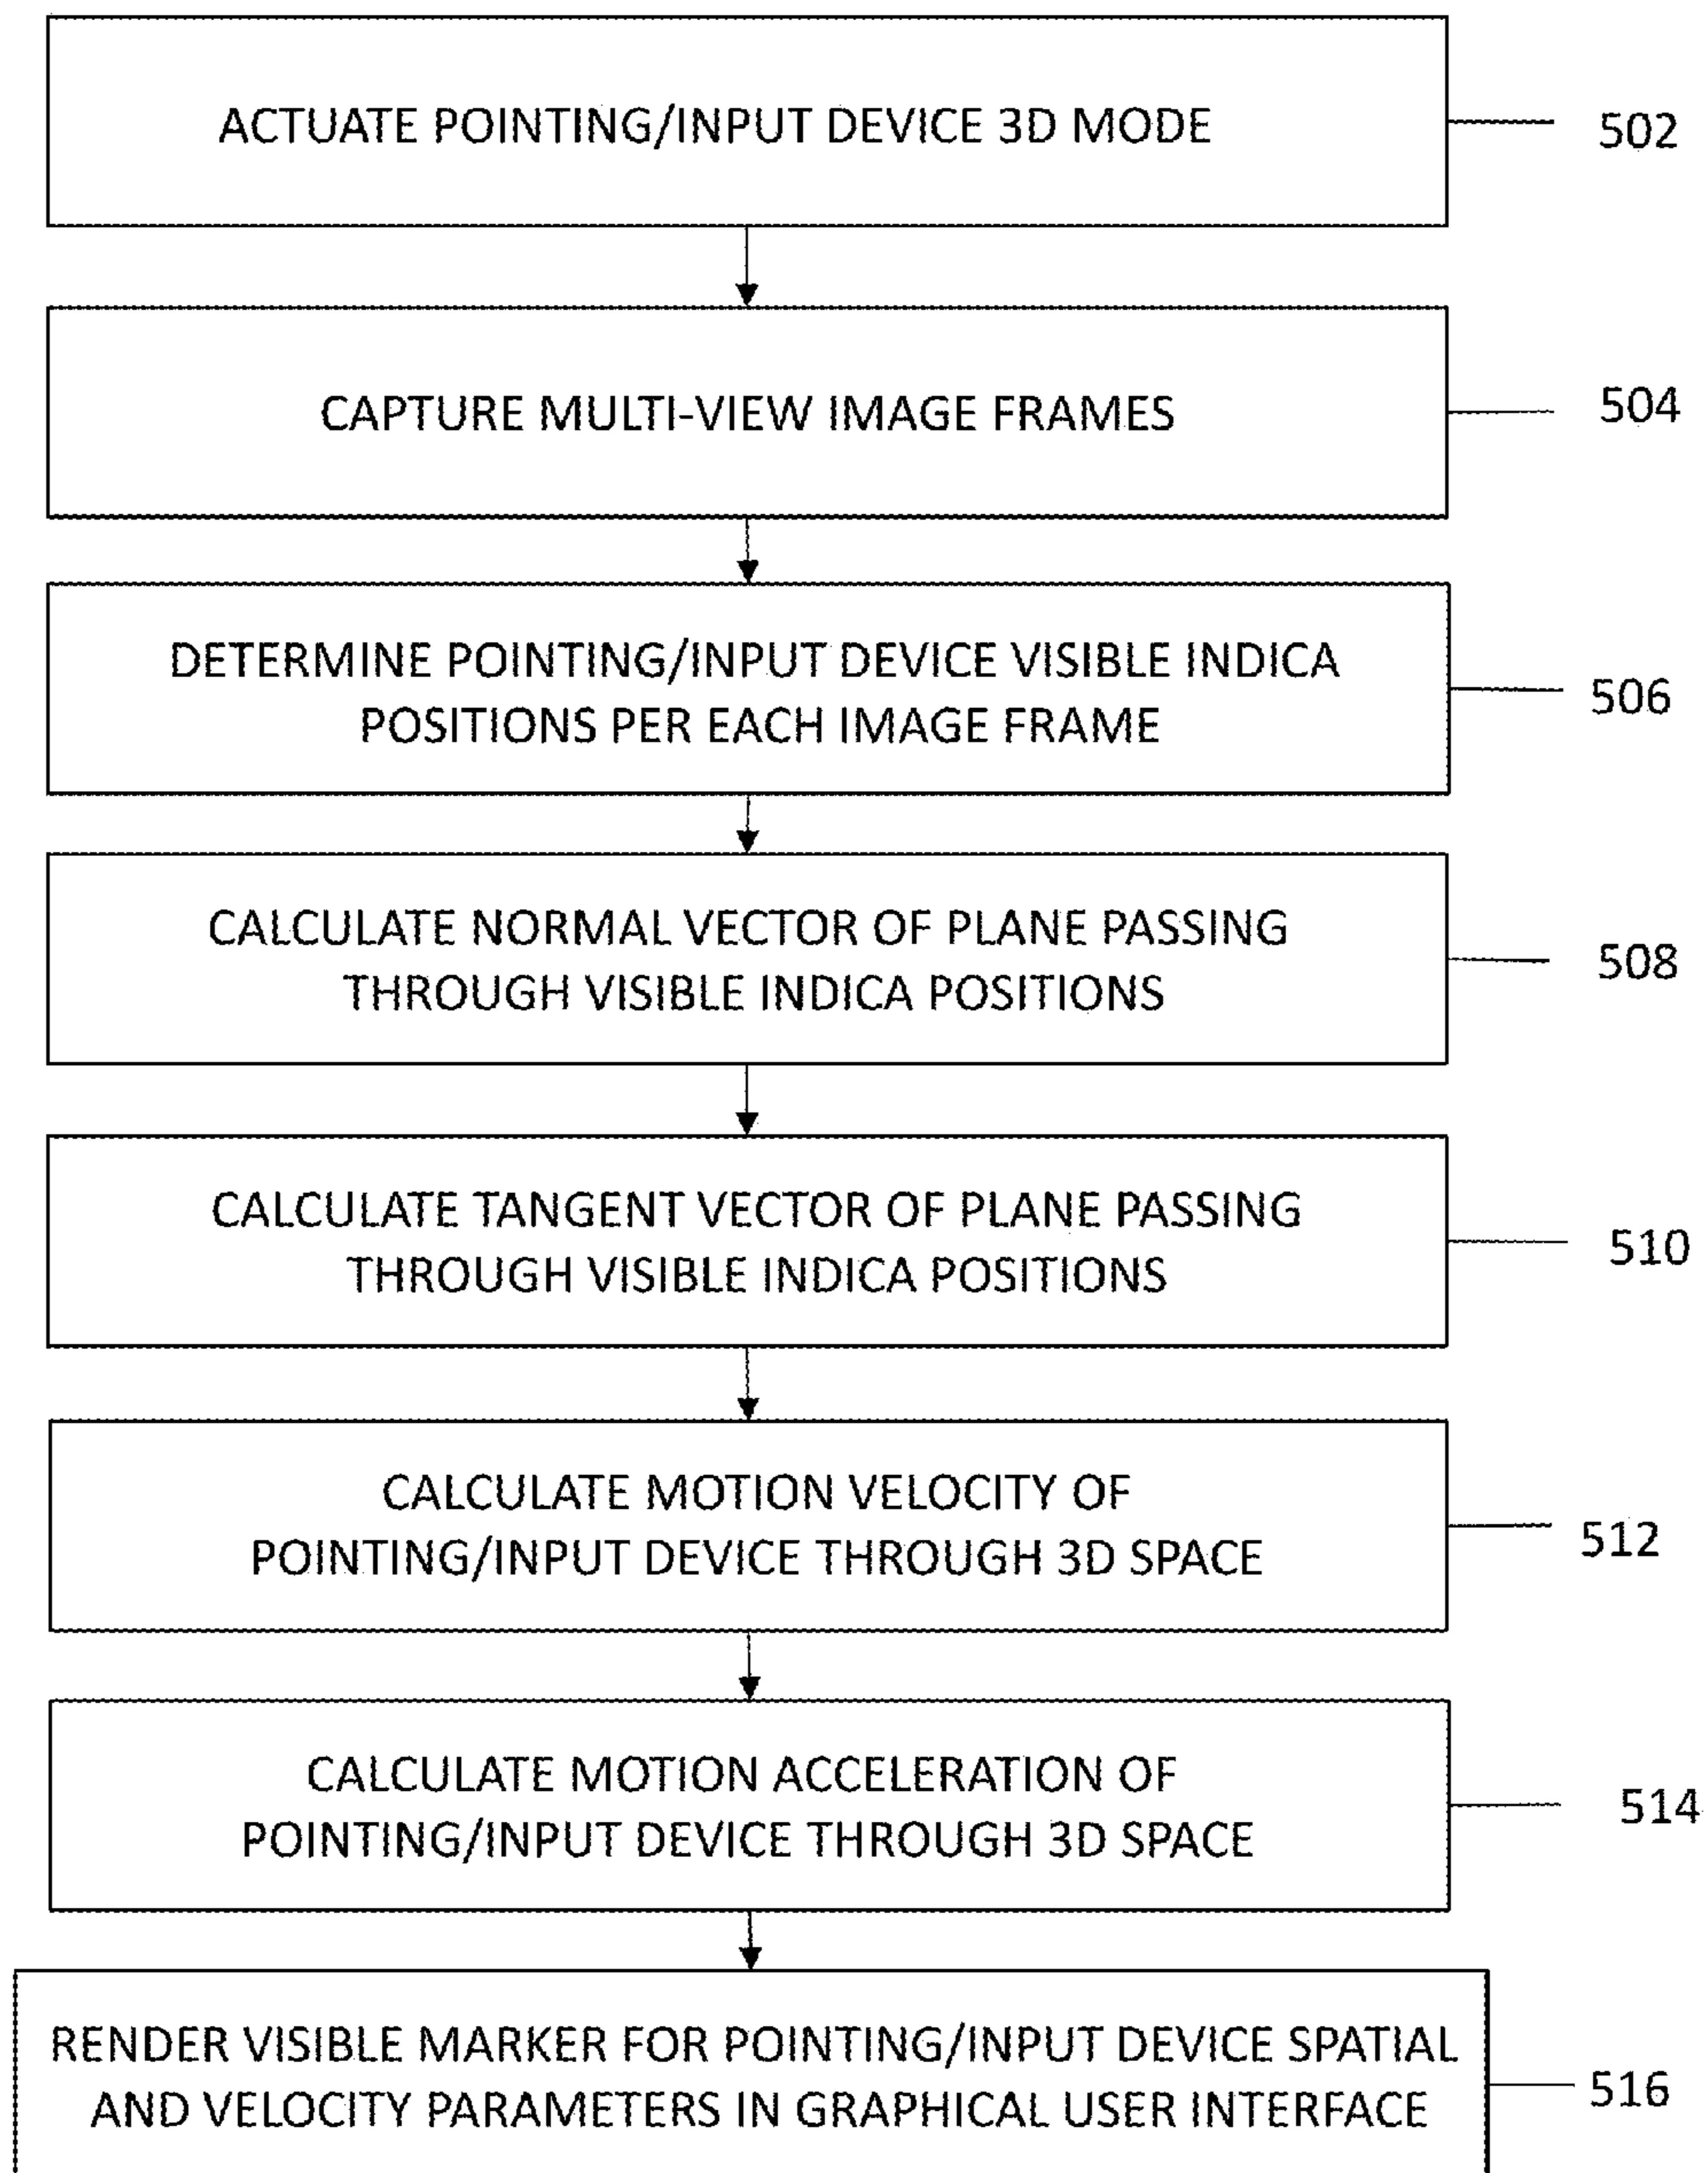 ACTUATE POINTING/INPUT DEVICE 3D MODE
502
CAPTURE MULTI-VIEW IMAGE FRAMES
504
DETERMINE POINTING/INPUT DEVICE VISIBLE INDICA
POSITIONS PER EACH IMAGE FRAME
506
CALCULATE NORMAL VECTOR OF PLANE PASSING
THROUGH VISIBLE INDICA POSITIONS
508
CALCULATE TANGENT VECTOR OF PLANE PASSING
THROUGH VISIBLE INDICA POSITIONS
510
CALCULATE MOTION VELOCITY OF
POINTING/INPUT DEVICE THROUGH 3D SPACE
512
CALCULATE MOTION ACCELERATION OF
POINTING/INPUT DEVICE THROUGH 3D SPACE
514
RENDER VISIBLE MARKER FOR POINTING/INPUT DEVICE SPATIAL
AND VELOCITY PARAMETERS IN GRAPHICAL USER INTERFACE
516